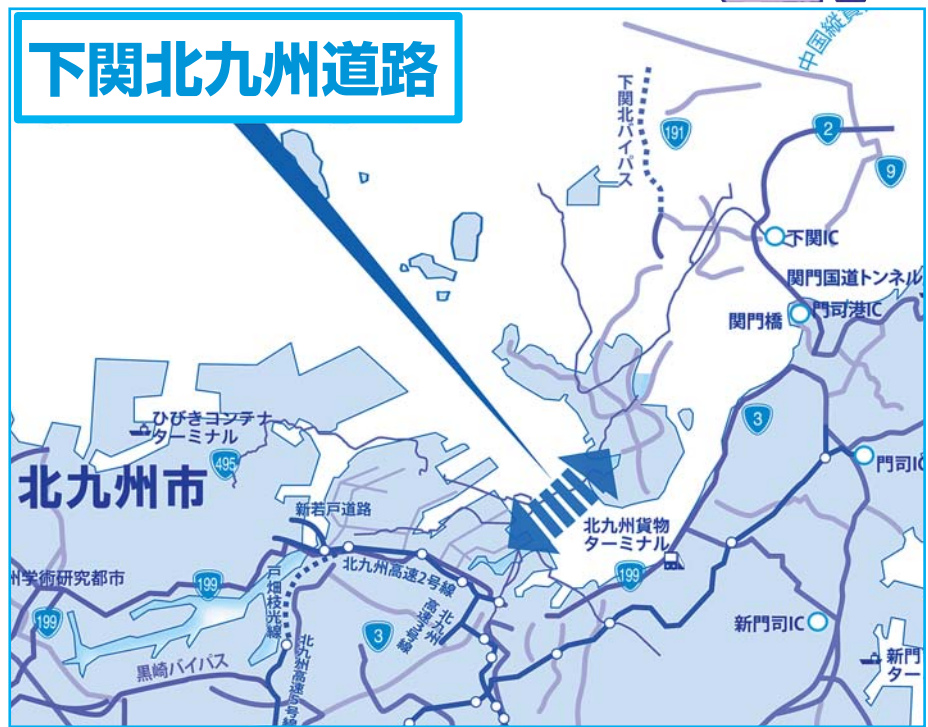 下関北九州道路
中国縦貫
下関北バイパス
191
2
9
下関IC
関門国道トンネル
関門橋
門司港IC
ひびきコンテナ
ターミナル
495
3
門司IC
北九州市
新若戸道路
北九州貨物
ターミナル
州学術研究都市
199
北九州高速2号線
199
199
戸畑枝光線
北九州
高速3号線
3
新門司IC
黒崎バイパス
北九州高速5号線
新門
ター